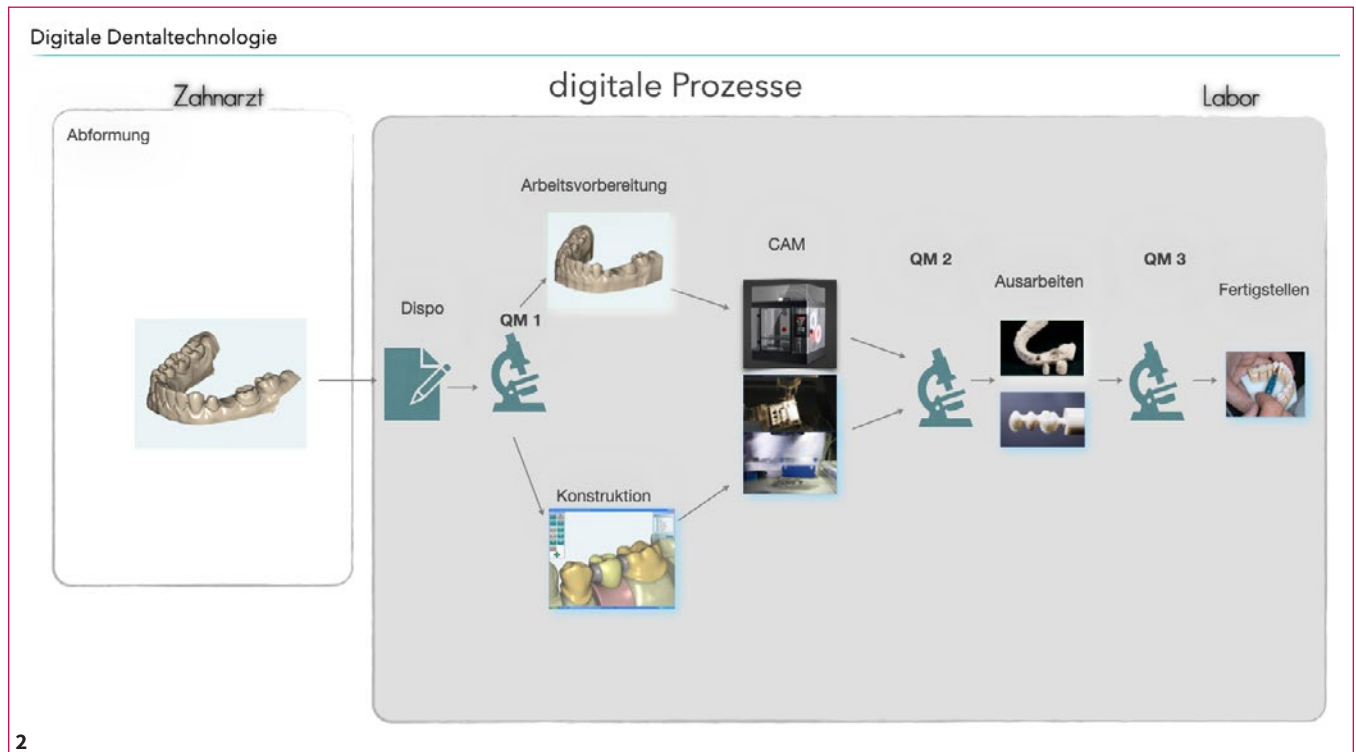 Digitale Dentaltechnologie
digitale Prozesse
Zahnarzt
Labor
Abformung
Arbeitsvorbereitung
CAM
QM 2
QM 3
Ausarbeiten
Fertigstellen
Dispo
QM 1
Konstruktion
2